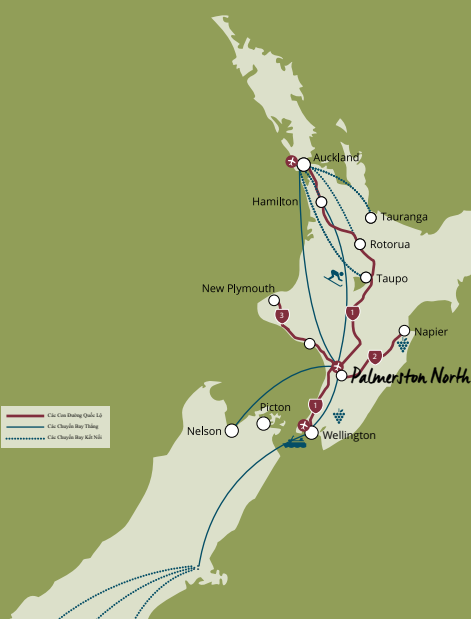 Auckland
Hamilton
Tauranga
Rotorua
Taupo
New Plymouth
3
1
Napier
2
Palmerston North
1
Picton
Nelson
Wellington
Các Con Đường Quốc Lộ
Các Chuyến Bay Thẳng
Các Chuyến Bay Kết Nối